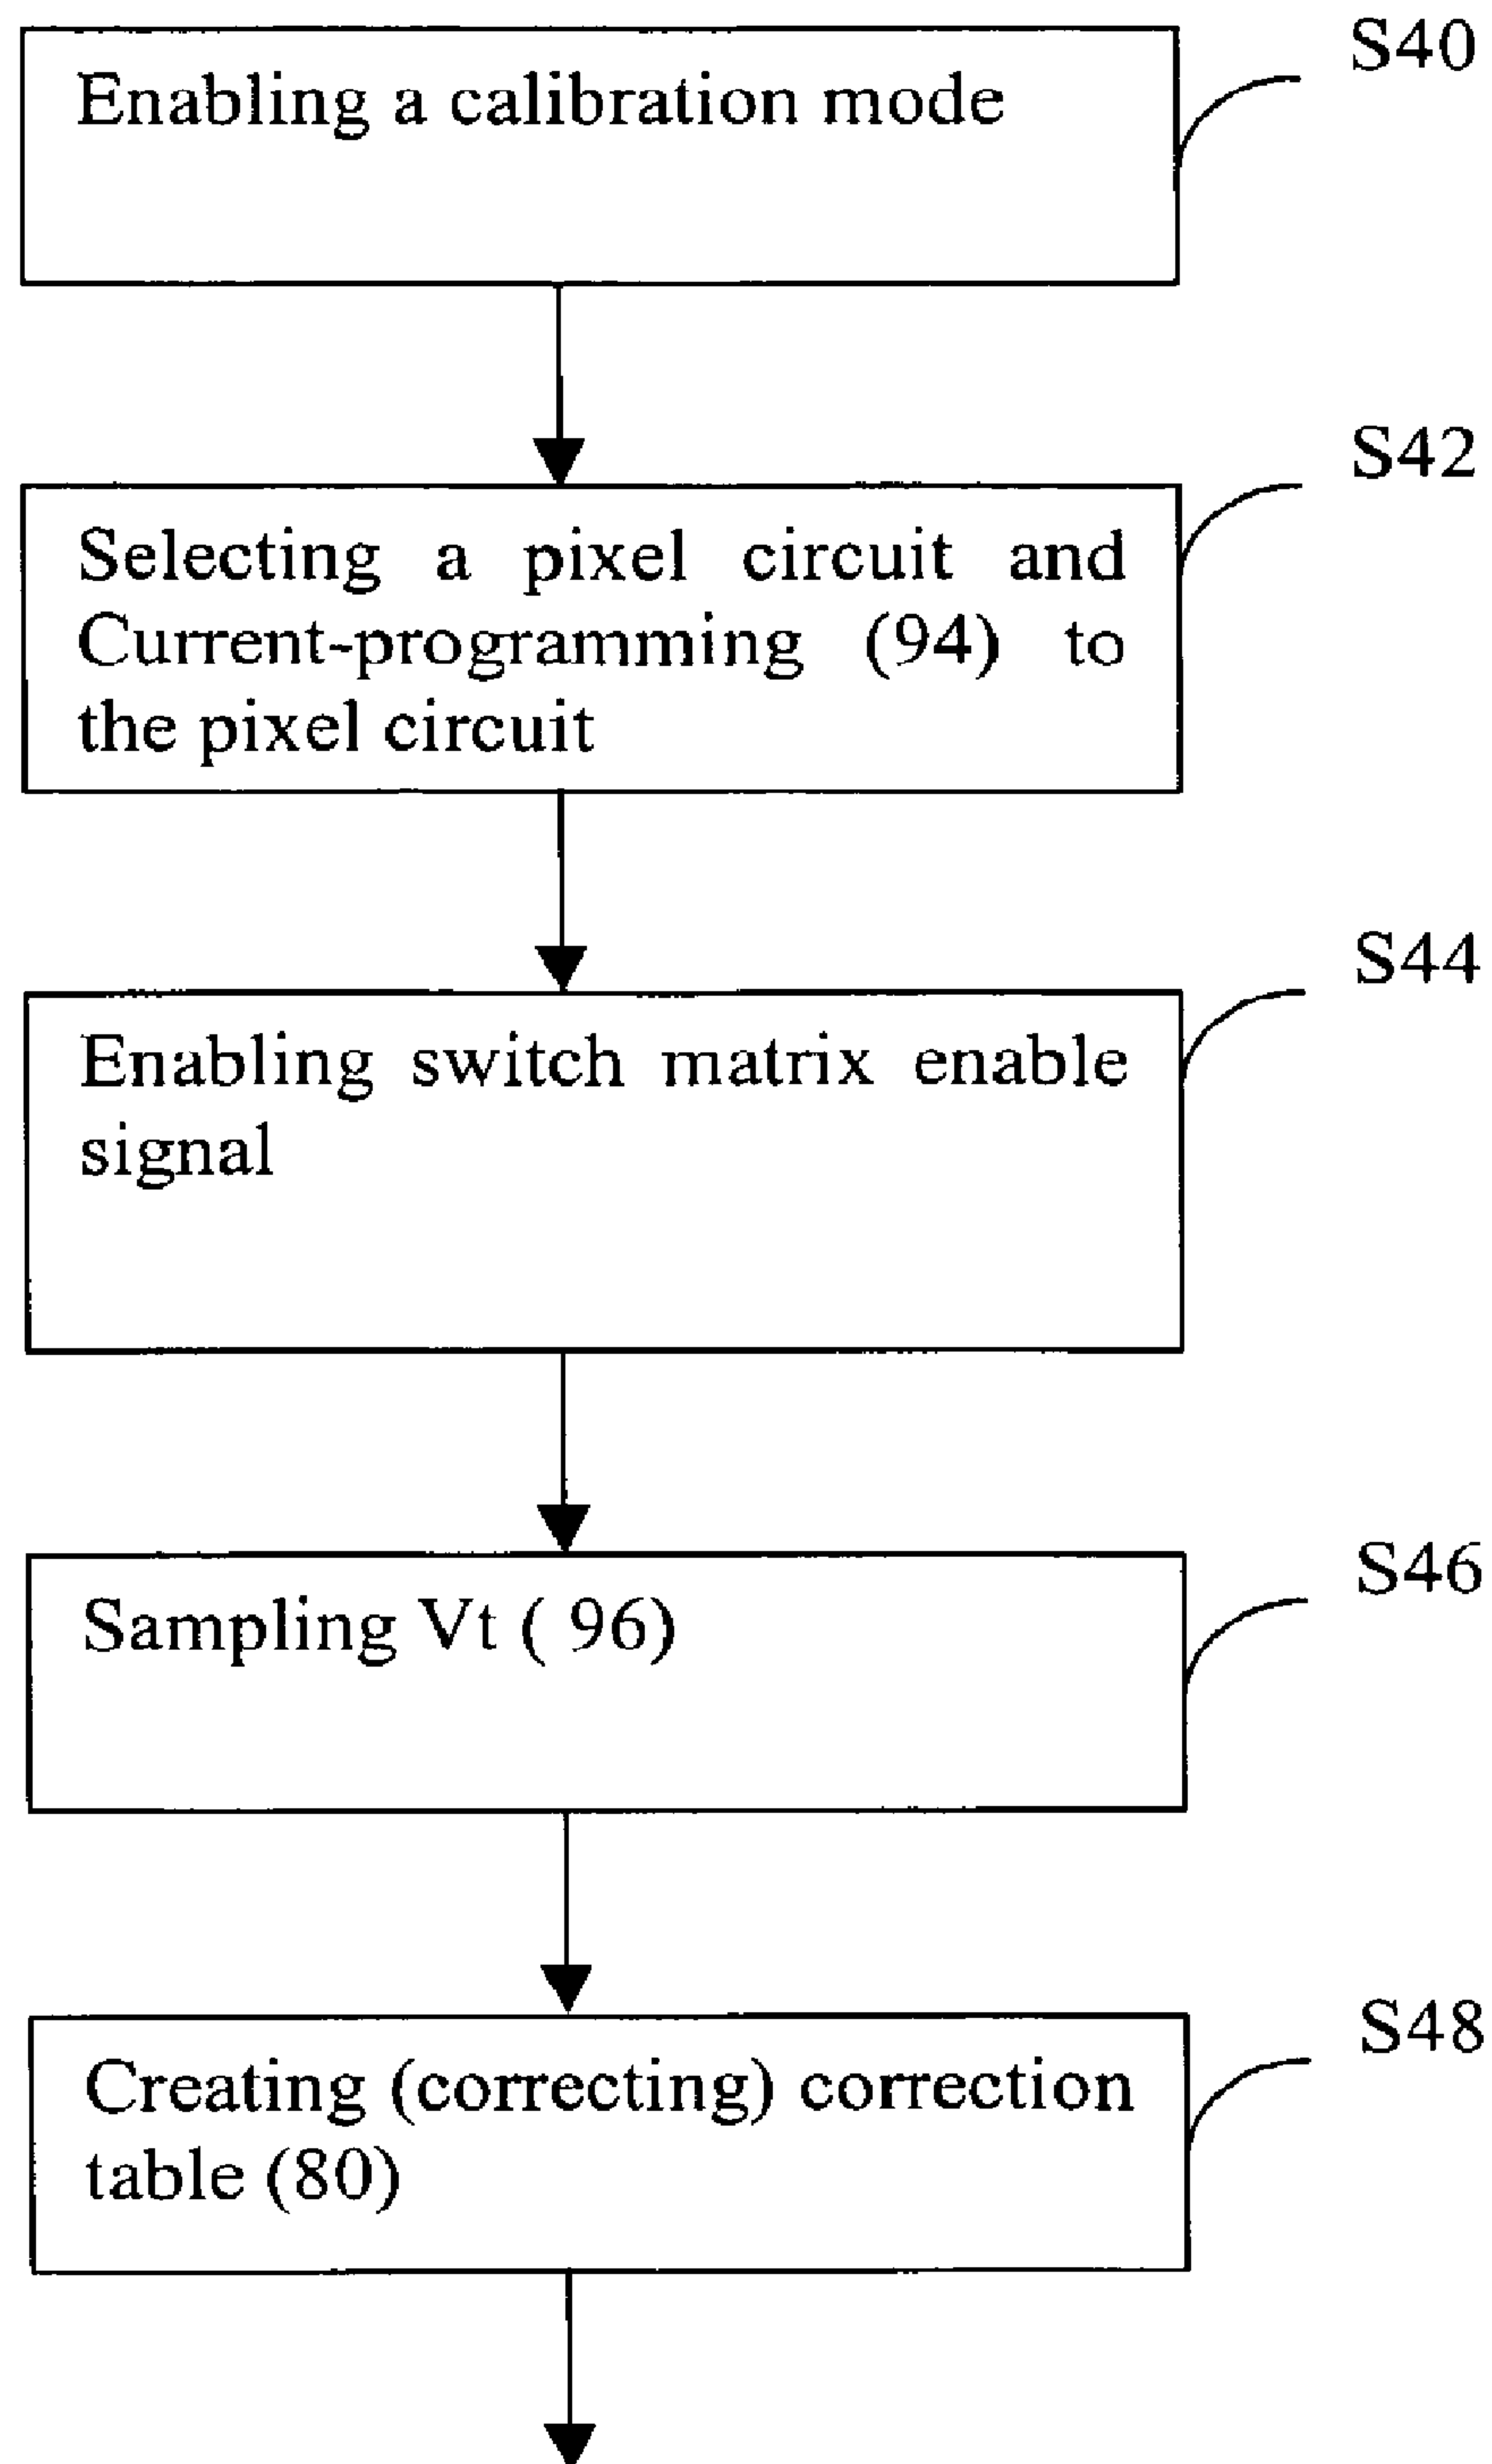 S40
Enabling a calibration mode
S42
Selecting a pixel circuit and
Current-programming (94) to
the pixel circuit
S44
Enabling switch matrix enable
signal
S46
Sampling Vt ( 96)
S48
Creating (correcting) correction
table (80)